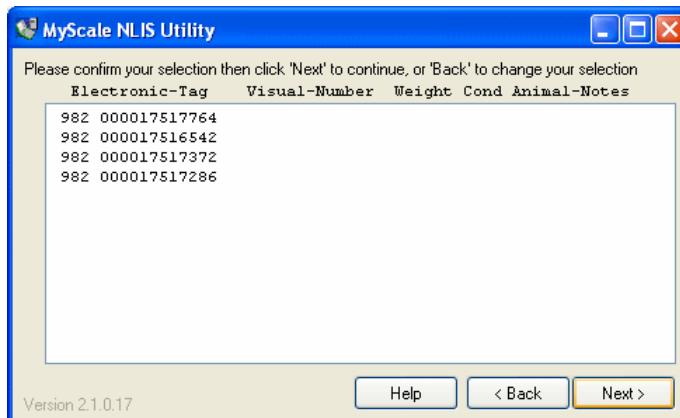 MyScale NLIS Utility
Please confirm your selection then click 'Next' to continue, or 'Back' to change your selection
Electronic-Tag Visual-Number Weight Cond Animal-Notes
982 000017517764
982 000017516542
982 000017517372
982 000017517286
Help < Back Next >
Version 2.1.0.17